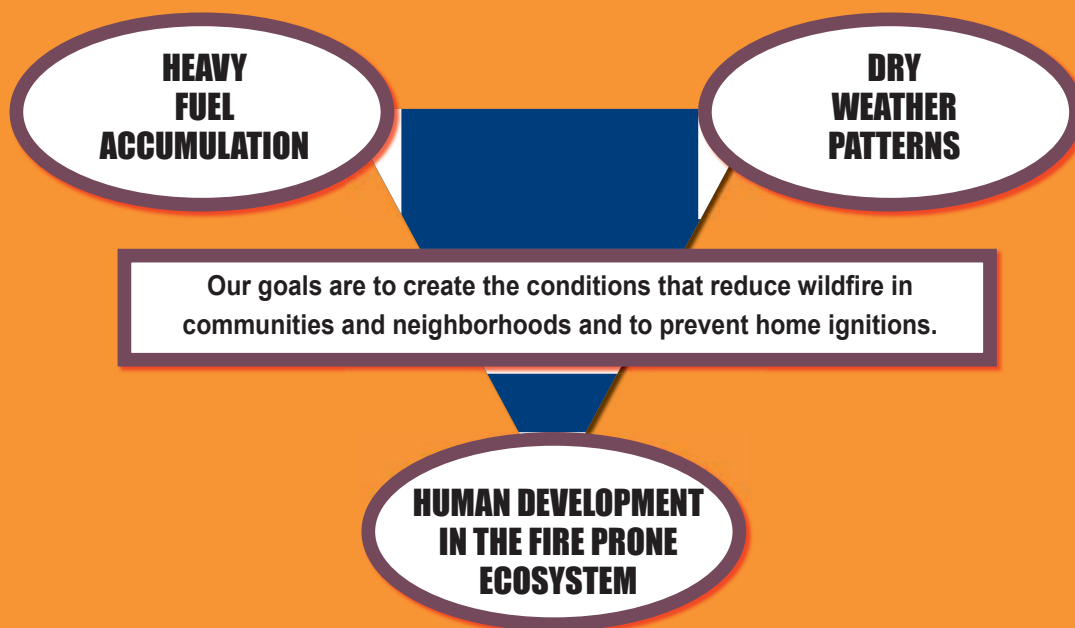 HEAVY
FUEL
ACCUMULATION
DRY
WEATHER
PATTERNS
Our goals are to create the conditions that reduce wildfire in
communities and neighborhoods and to prevent home ignitions.
HUMAN DEVELOPMENT
IN THE FIRE PRONE
ECOSYSTEM